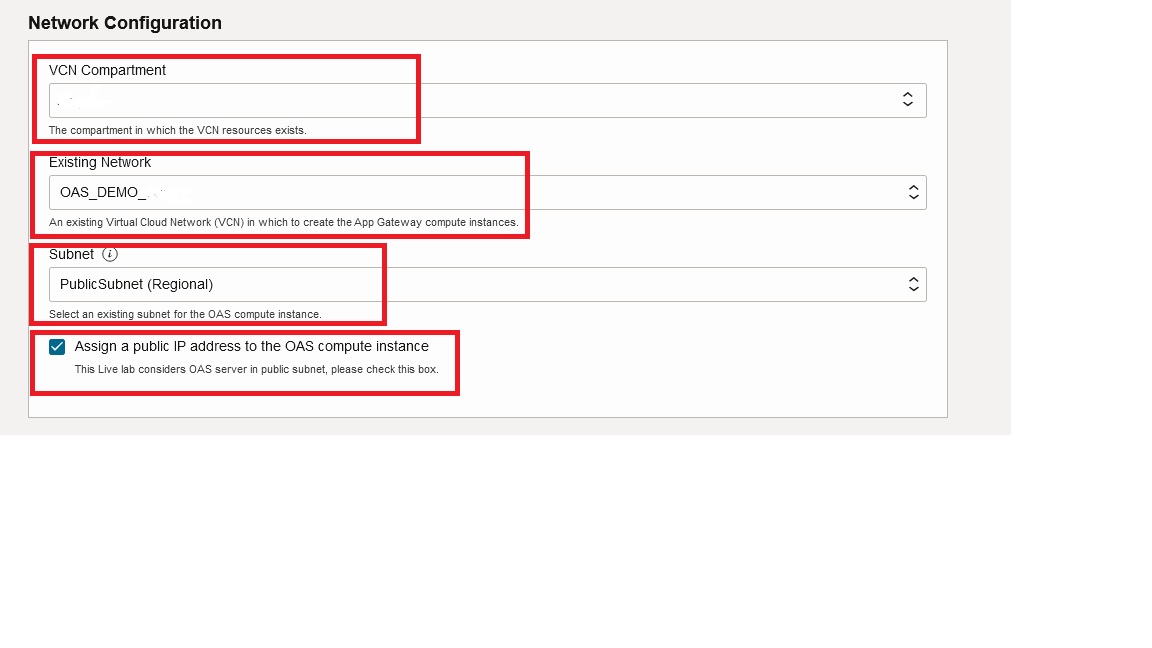 Network Configuration
VCN Compartment
The compartment in which the VCN resources exists.
Existing Network
OAS_DEMO_
An existing Virtual Cloud Network (VCN) in which to create the App Gateway compute instances.
Subnet i
PublicSubnet (Regional)
Select an existing subnet for the OAS compute instance.
Assign a public IP address to the OAS compute instance
This Live lab considers OAS server in public subnet, please check this box.